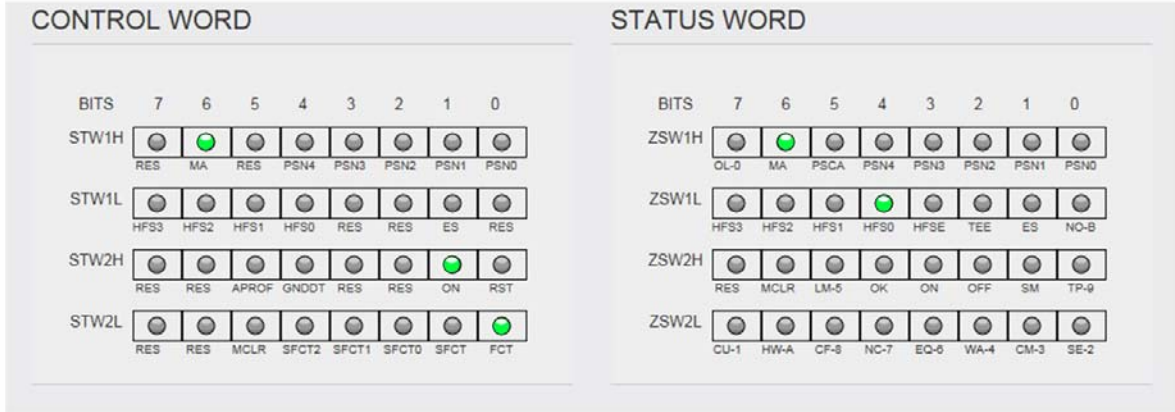 CONTROL WORD
BITS 7 6 5 4 3 2 1 0
STW1H
RES MA RES PSN4 PSN3 PSN2 PSN1 PSN0
STW1L
HFS3 HFS2 HFS1 HFS0 RES RES ES RES
STW2H
RES RES APROF GNDDT RES RES ON RST
STW2L
RES RES MCLR SFCT2 SFCT1 SFCT0 SFCT FCT
STATUS WORD
BITS 7 6 5 4 3 2 1 0
ZSW1H
OL-0 MA PSCA PSN4 PSN3 PSN2 PSN1 PSN0
ZSW1L
HFS3 HFS2 HFS1 HFS0 HFSE TEE ES NO-B
ZSW2H
RES MCLR LM-5 OK ON OFF SM TP-9
ZSW2L
CU-1 HW-A CF-8 NC-7 EQ-6 WA-4 CM-3 SE-2